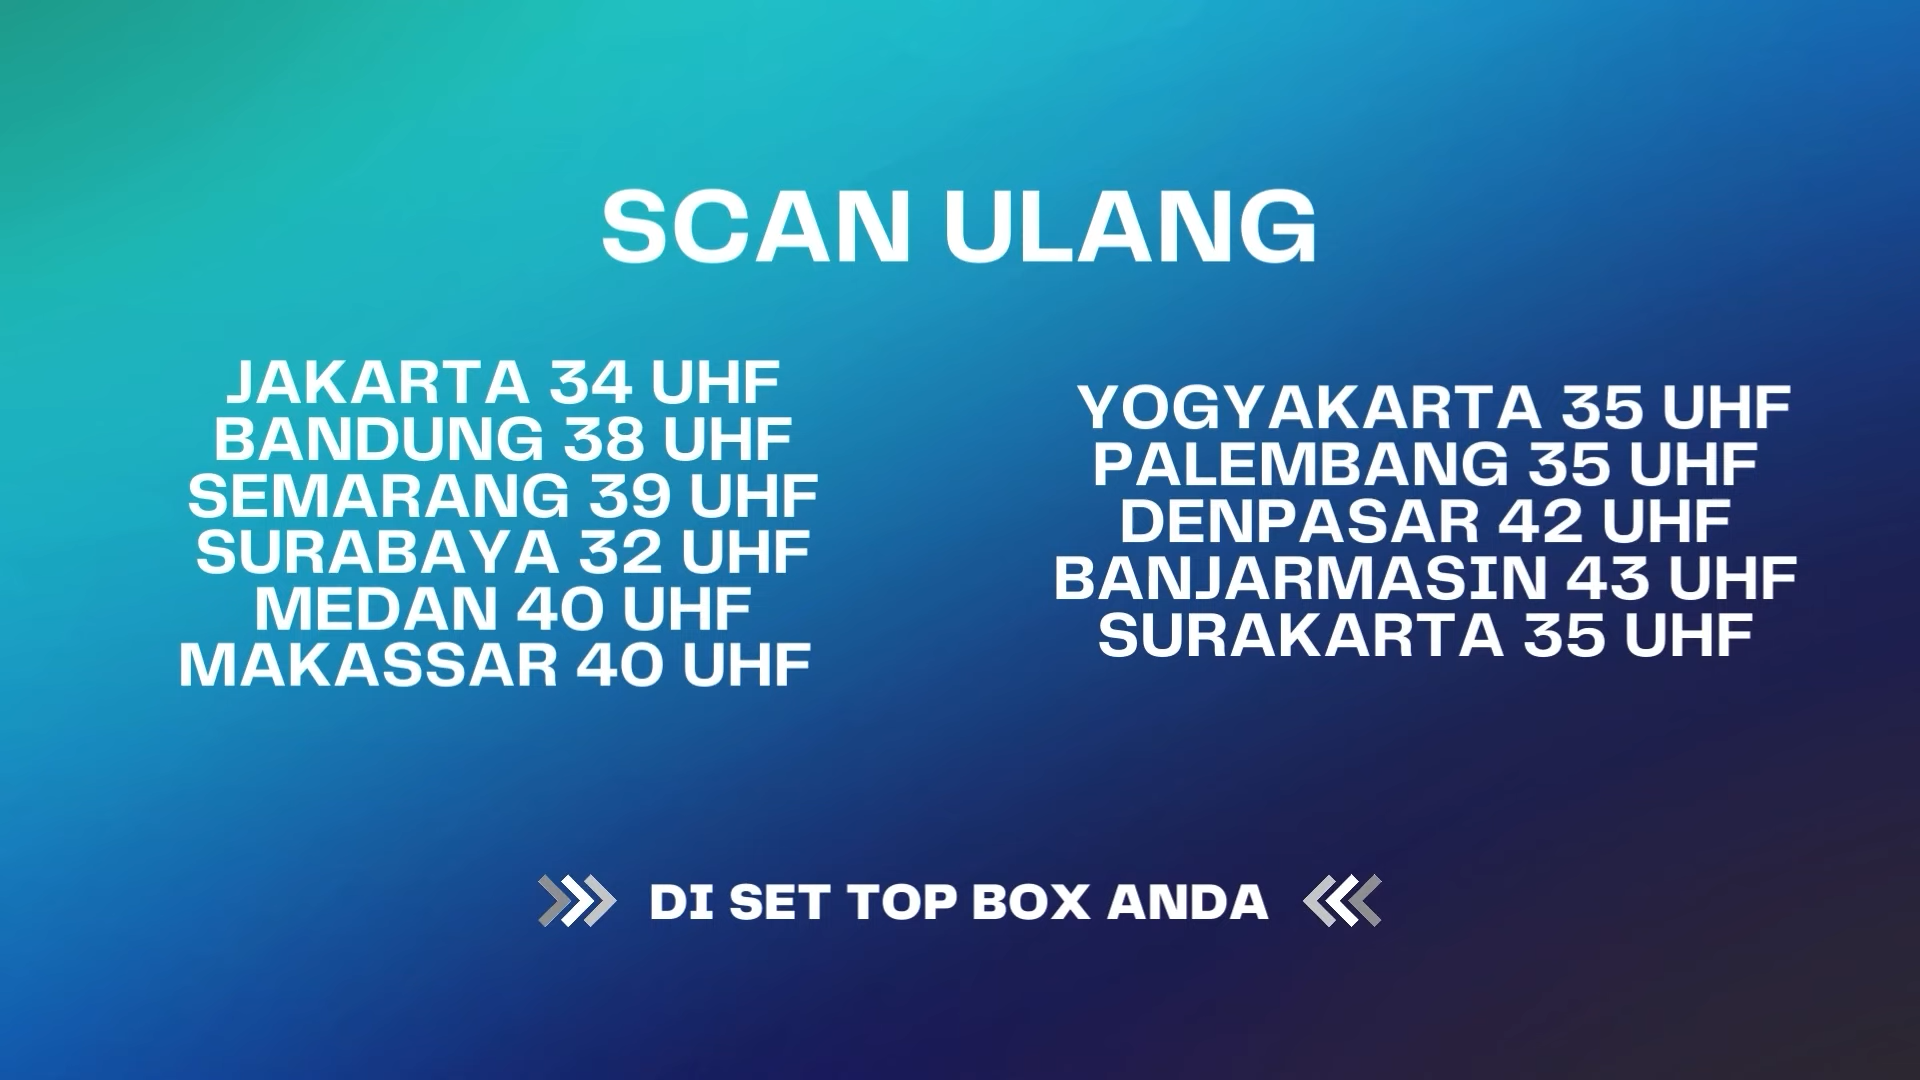 SCAN ULANG
JAKARTA 34 UHF
BANDUNG 38 UHF
SEMARANG 39 UHF
SURABAYA 32 UHF
MEDAN 40 UHF
MAKASSAR 40 UHF
YOGYAKARTA 35 UHF
PALEMBANG 35 UHF
DENPASAR 42 UHF
BANJARMASIN 43 UHF
SURAKARTA 35 UHF
DI SET TOP BOX ANDA